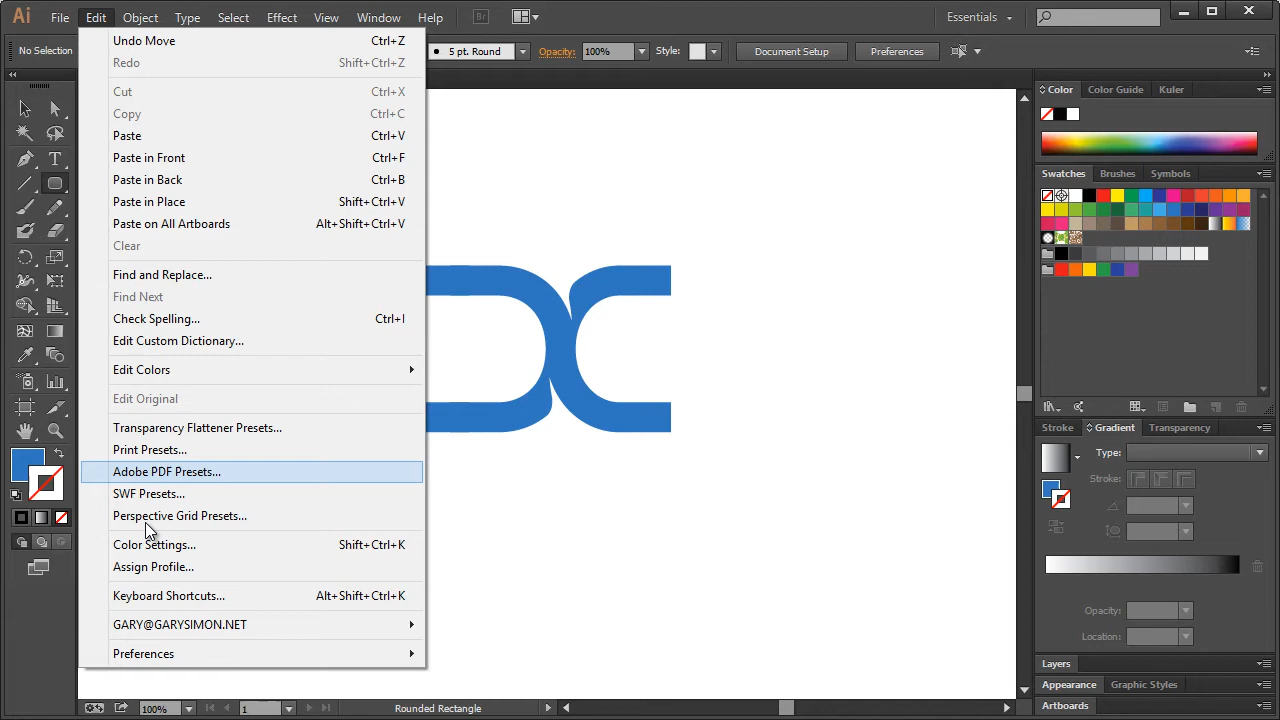 Ai File Edit Object Type Select Effect View Window Help Br Essentials
No Selection 5 pt. Round Opacity: 100% Style: Document Setup Preferences
Undo Move Ctrl+Z
Redo Shift+Ctrl+Z
Cut Ctrl+X
Copy Ctrl+C
Paste Ctrl+V
Paste in Front Ctrl+F
Paste in Back Ctrl+B
Paste in Place Shift+Ctrl+V
Paste on All Artboards Alt+Shift+Ctrl+V
Clear
Find and Replace...
Find Next
Check Spelling... Ctrl+I
Edit Custom Dictionary...
Edit Colors
Edit Original
Transparency Flattener Presets...
Print Presets...
Adobe PDF Presets...
SWF Presets...
Perspective Grid Presets...
Color Settings... Shift+Ctrl+K
Assign Profile...
Keyboard Shortcuts... Alt+Shift+Ctrl+K
GARY@GARYSIMON.NET
Preferences
Color Color Guide Kuler
Swatches Brushes Symbols
Stroke Gradient Transparency
Type:
Stroke:
Opacity:
Location:
Layers
Appearance Graphic Styles
Artboards
100% 1 Rounded Rectangle